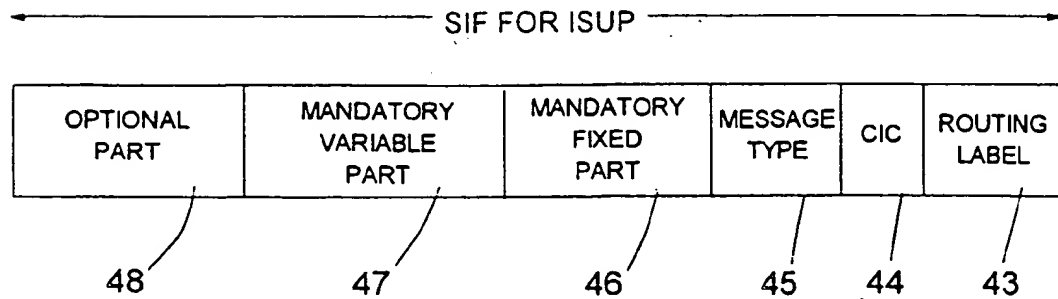 SIF FOR ISUP
OPTIONAL
PART
MANDATORY
VARIABLE
PART
MANDATORY
FIXED
PART
MESSAGE
TYPE
CIC
ROUTING
LABEL
48
47
46
45
44
43